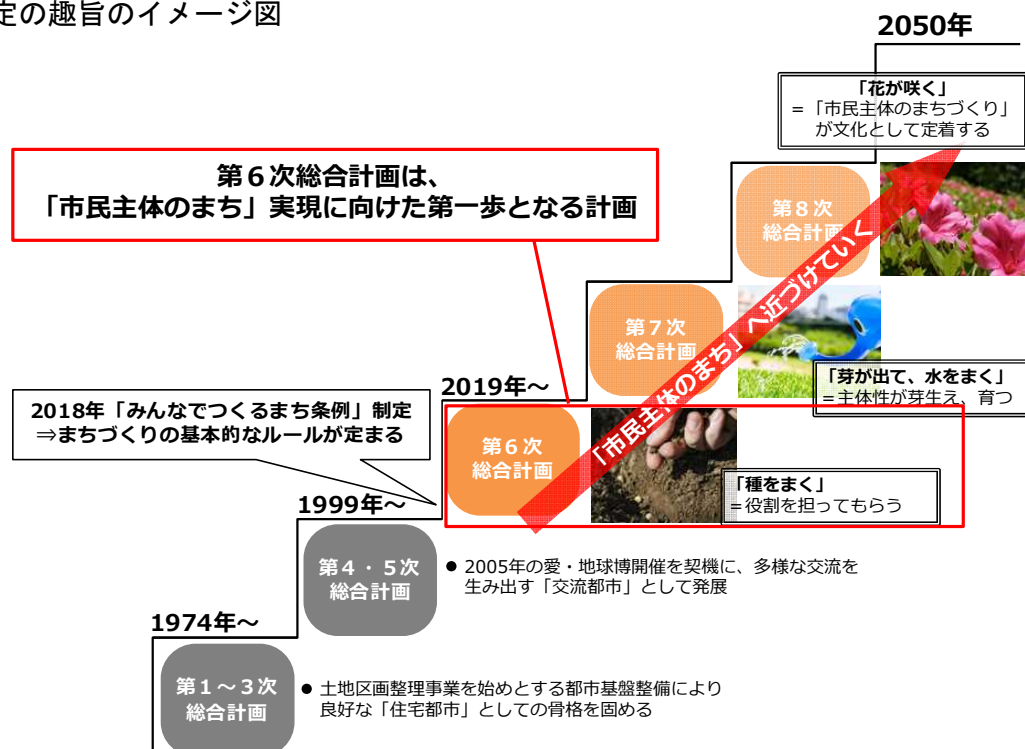 定の趣旨のイメージ図
2050年
「花が咲く」
＝「市民主体のまちづくり」
が文化として定着する
第６次総合計画は、
「市民主体のまち」実現に向けた第一歩となる計画
第８次
総合計画
「市民主体のまち」へ近づけていく
第７次
総合計画
「芽が出て、水をまく」
＝主体性が芽生え、育つ
2019年～
2018年「みんなでつくるまち条例」制定
⇒まちづくりの基本的なルールが定まる
第６次
総合計画
「種をまく」
＝役割を担ってもらう
1999年～
第４・５次
総合計画
● 2005年の愛・地球博開催を契機に、多様な交流を
生み出す「交流都市」として発展
1974年～
第１～３次
総合計画
● 土地区画整理事業を始めとする都市基盤整備により
良好な「住宅都市」としての骨格を固める